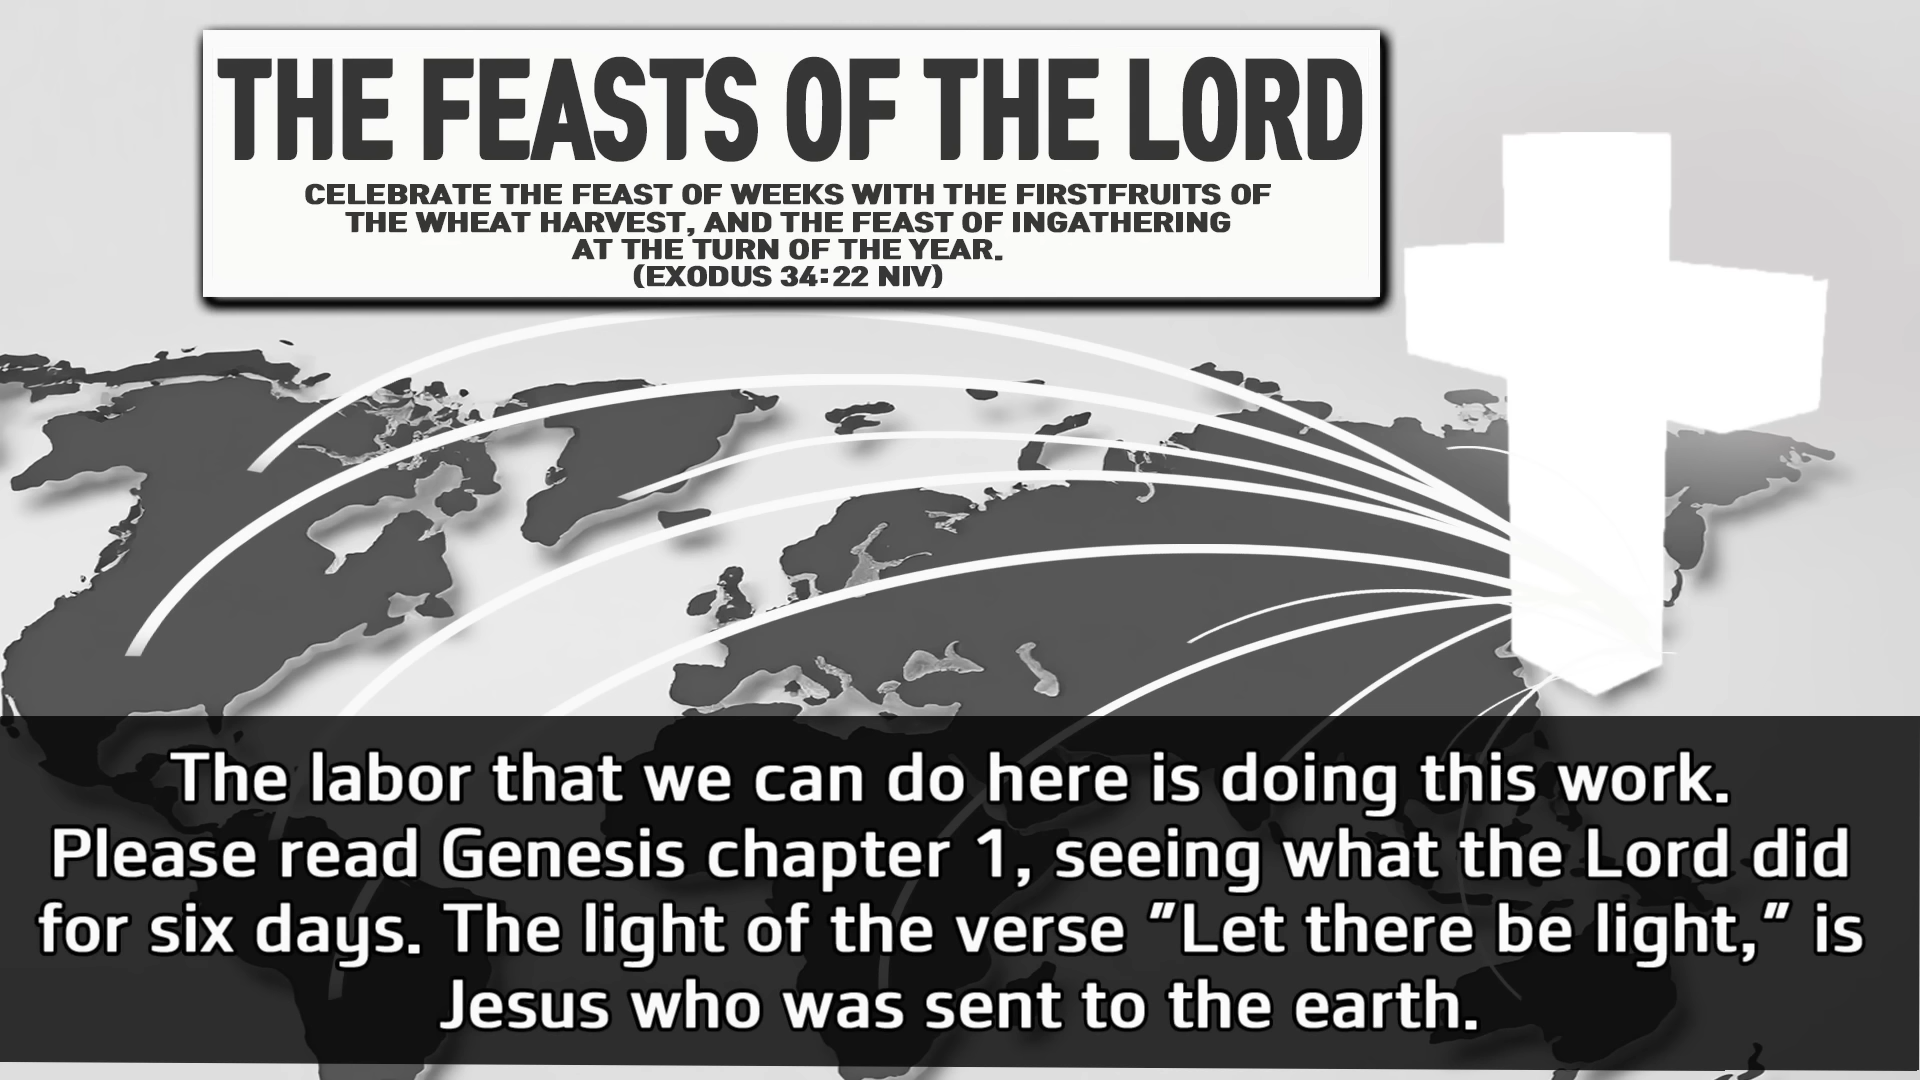 THE FEASTS OF THE LORD
CELEBRATE THE FEAST OF WEEKS WITH THE FIRSTFRUITS OF
THE WHEAT HARVEST, AND THE FEAST OF INGATHERING
AT THE TURN OF THE YEAR.
(EXODUS 34:22 NIV)
The labor that we can do here is doing this work.
Please read Genesis chapter 1, seeing what the Lord did
for six days. The light of the verse "Let there be light," is
Jesus who was sent to the earth.